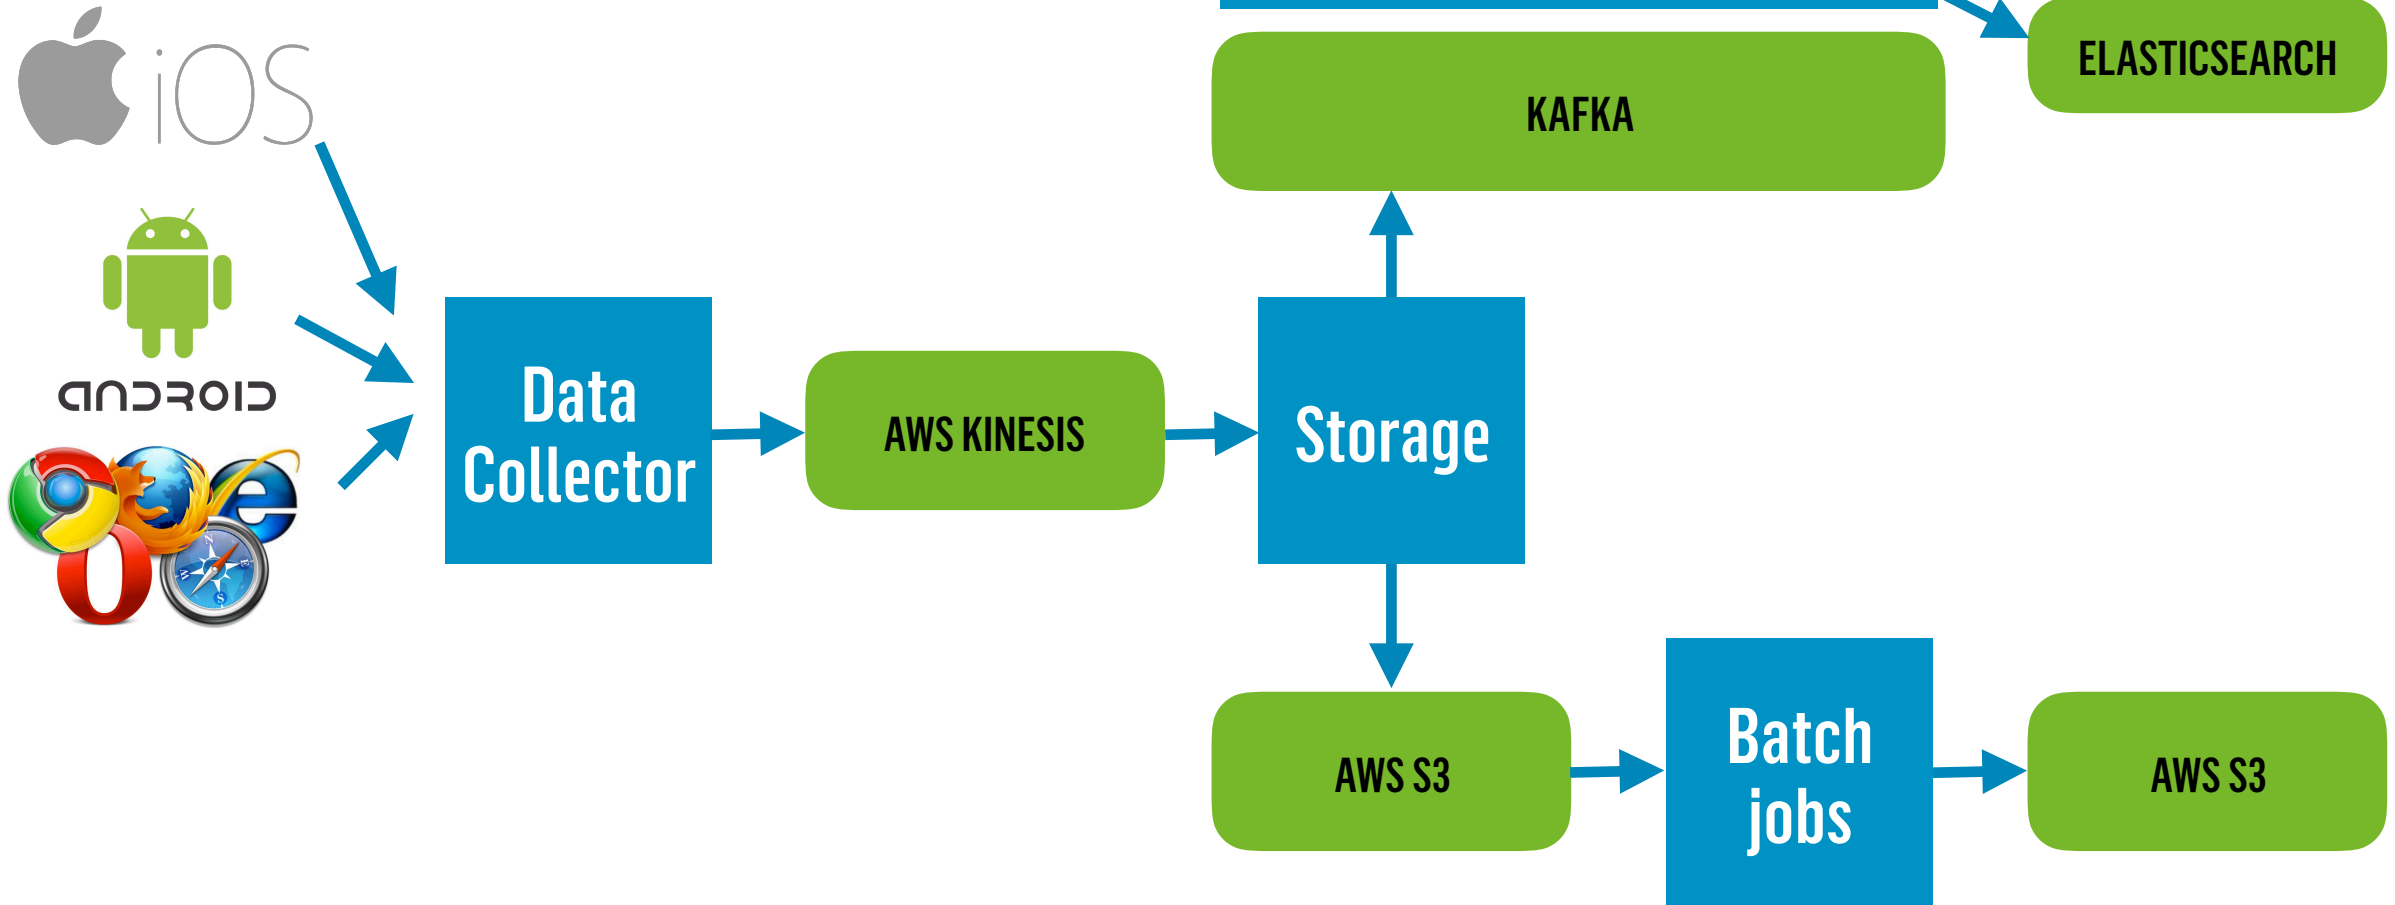 iOS
ELASTICSEARCH
KAFKA
ANDROID
Data
Collector
AWS KINESIS
Storage
N
E
W
S
AWS S3
Batch
jobs
AWS S3